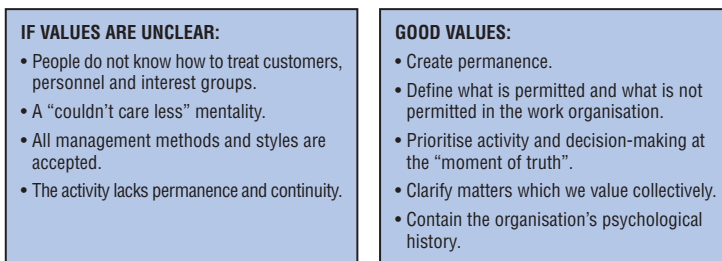 IF VALUES ARE UNCLEAR:
• People do not know how to treat customers,
personnel and interest groups.
• A “couldn’t care less” mentality.
• All management methods and styles are
accepted.
• The activity lacks permanence and continuity.
GOOD VALUES:
• Create permanence.
• Define what is permitted and what is not
permitted in the work organisation.
• Prioritise activity and decision-making at
the “moment of truth”.
• Clarify matters which we value collectively.
• Contain the organisation’s psychological
history.